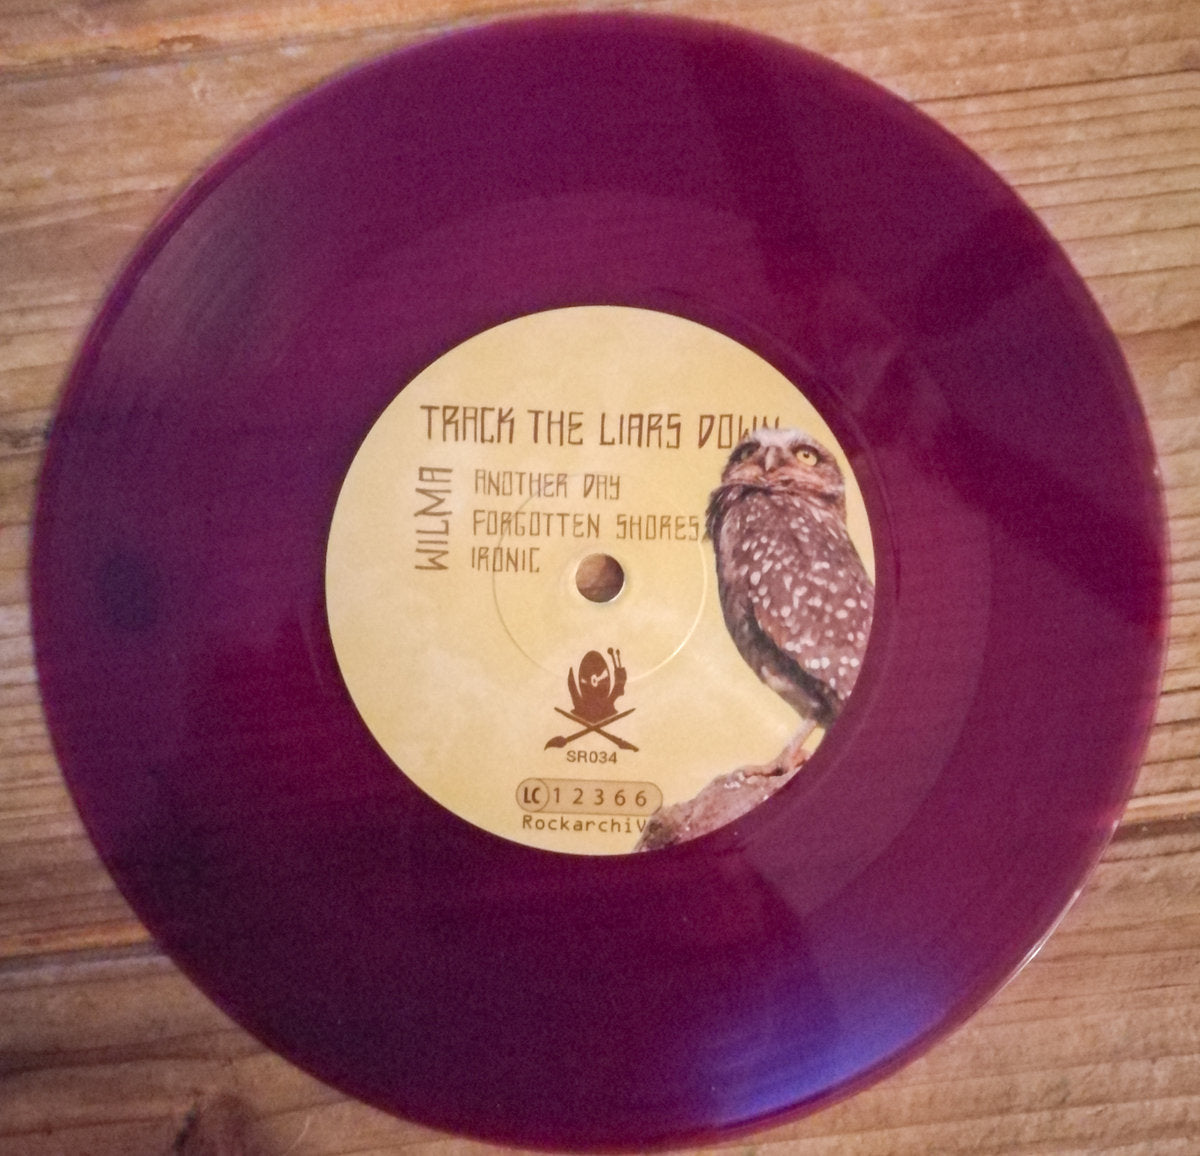 TRACK THE LIARS DOWN
WILMA
ANOTHER DAY
FORGOTTEN SHORES
IRONIC
SR034
LC 12366
RockarchiV